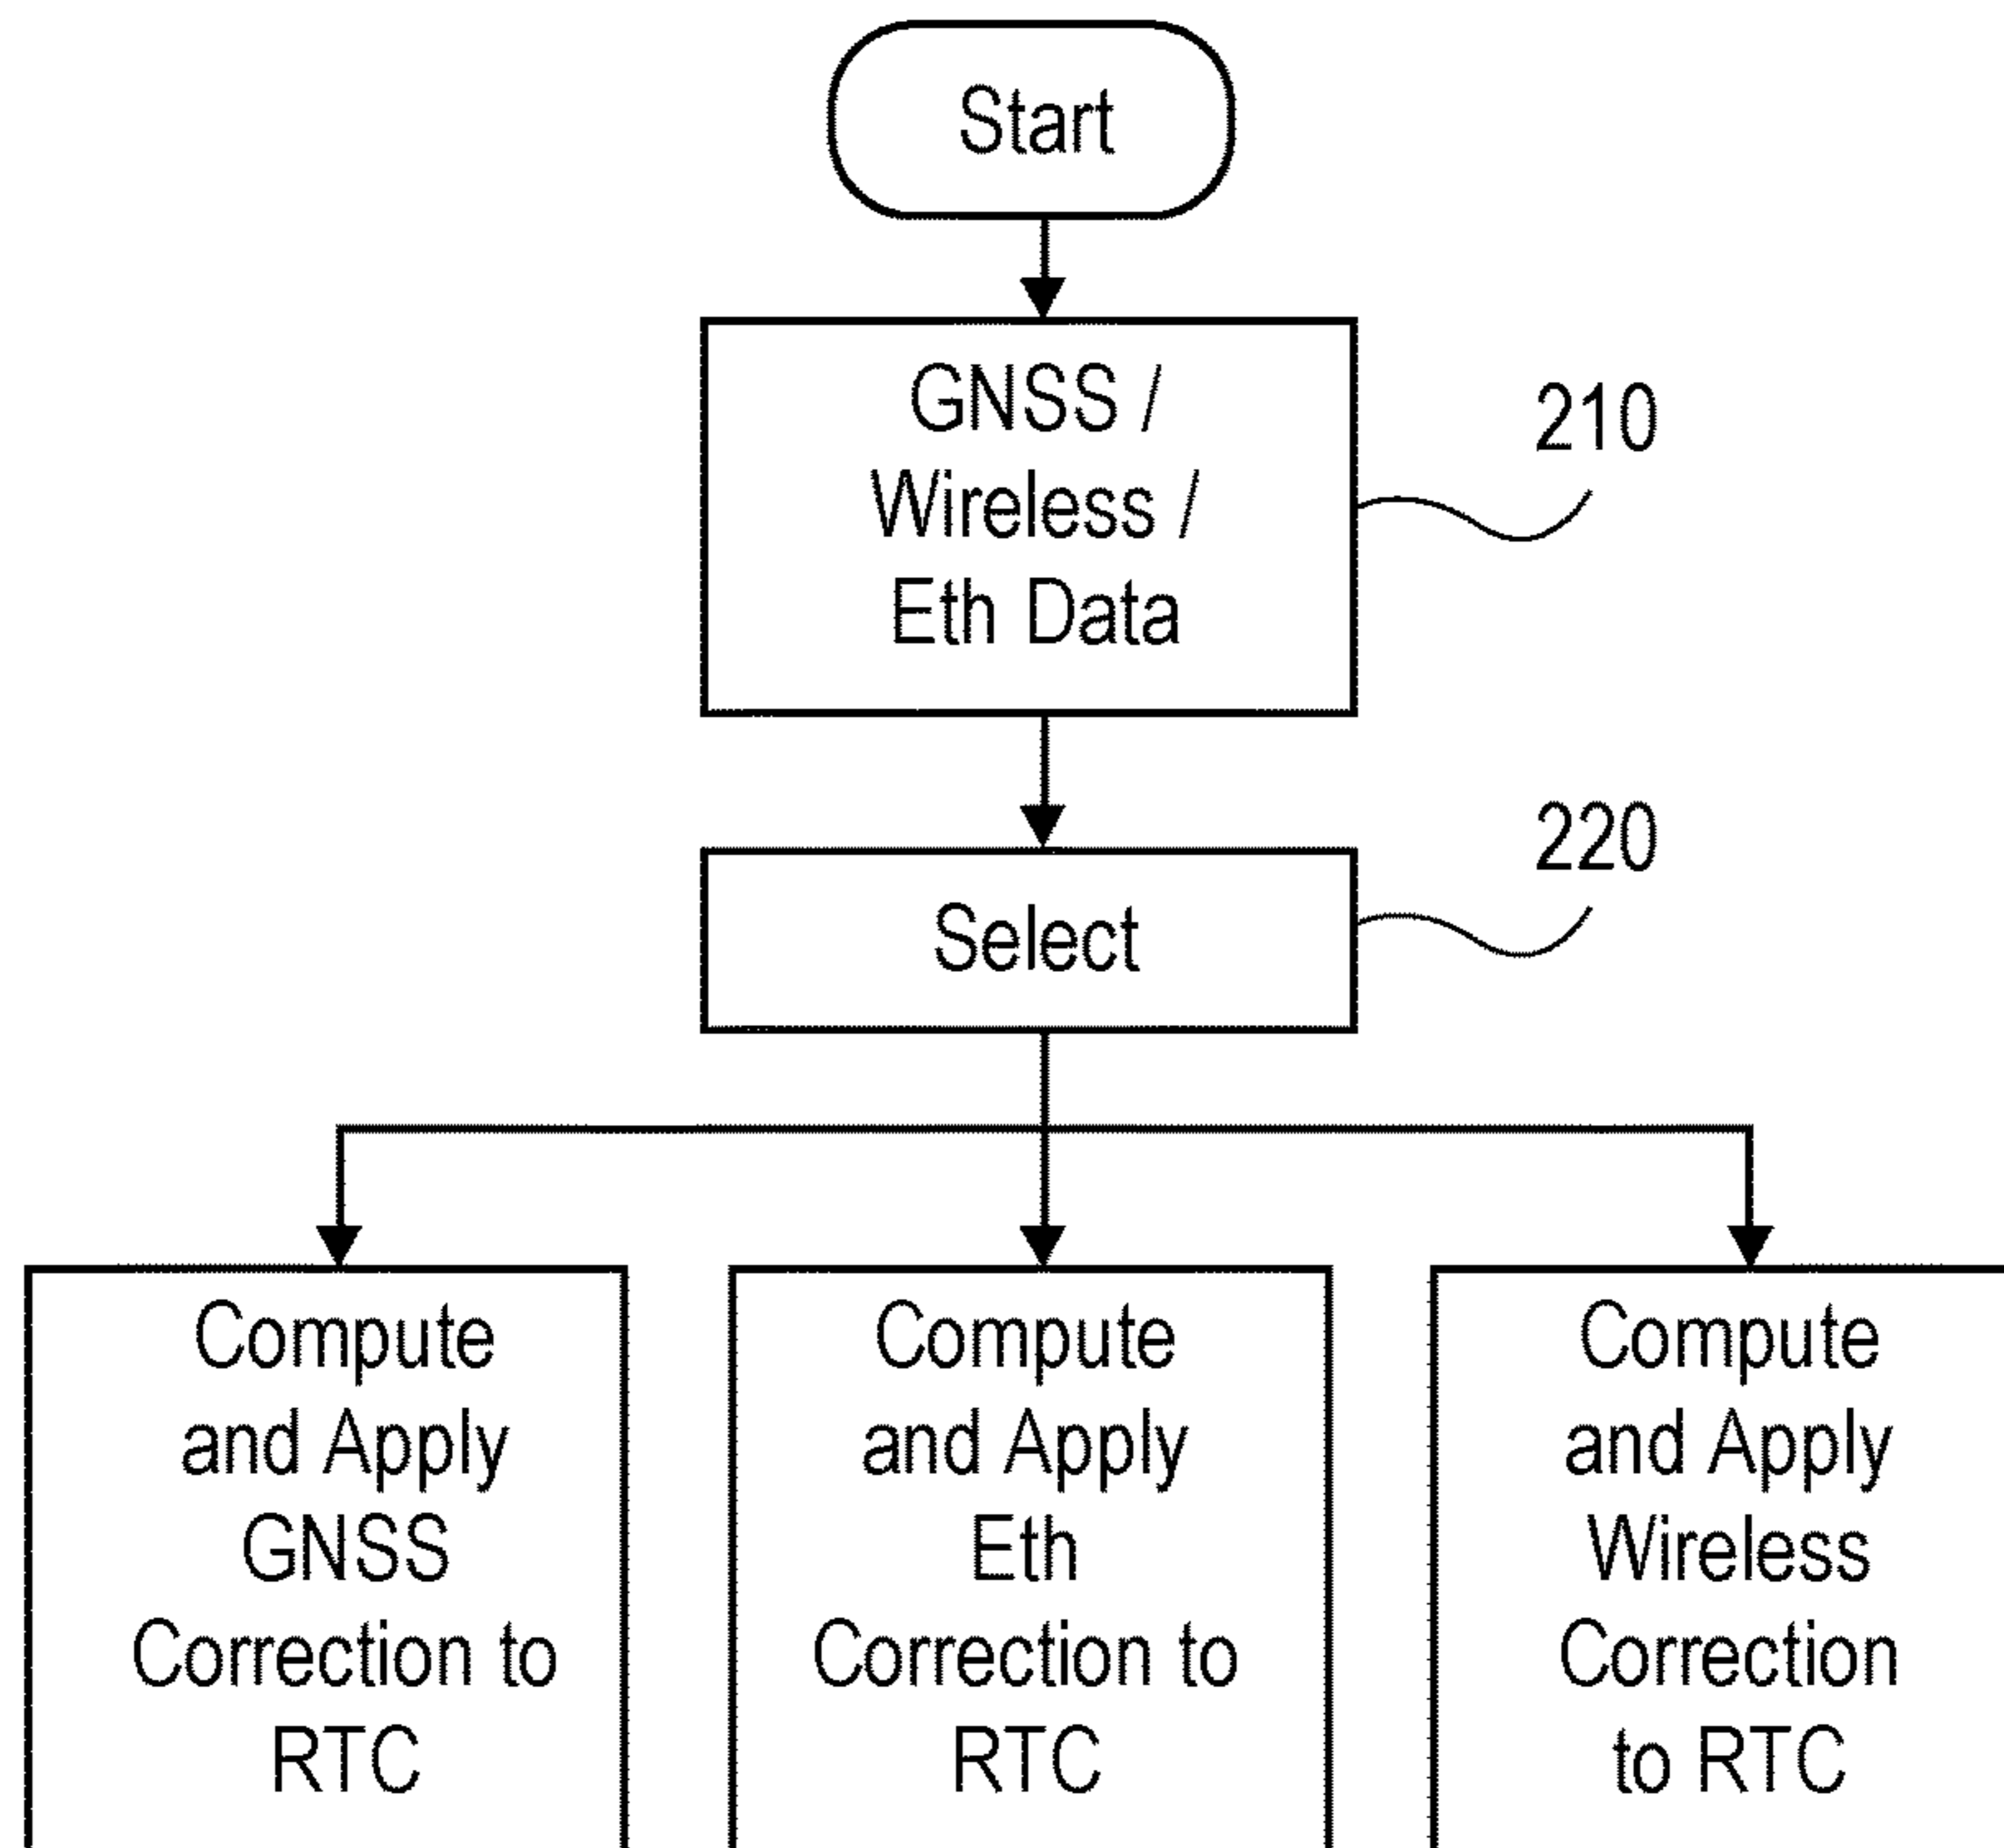 Start
GNSS /
Wireless /
Eth Data
210
Select
220
Compute
and Apply
GNSS
Correction to
RTC
Compute
and Apply
Eth
Correction to
RTC
Compute
and Apply
Wireless
Correction
to RTC